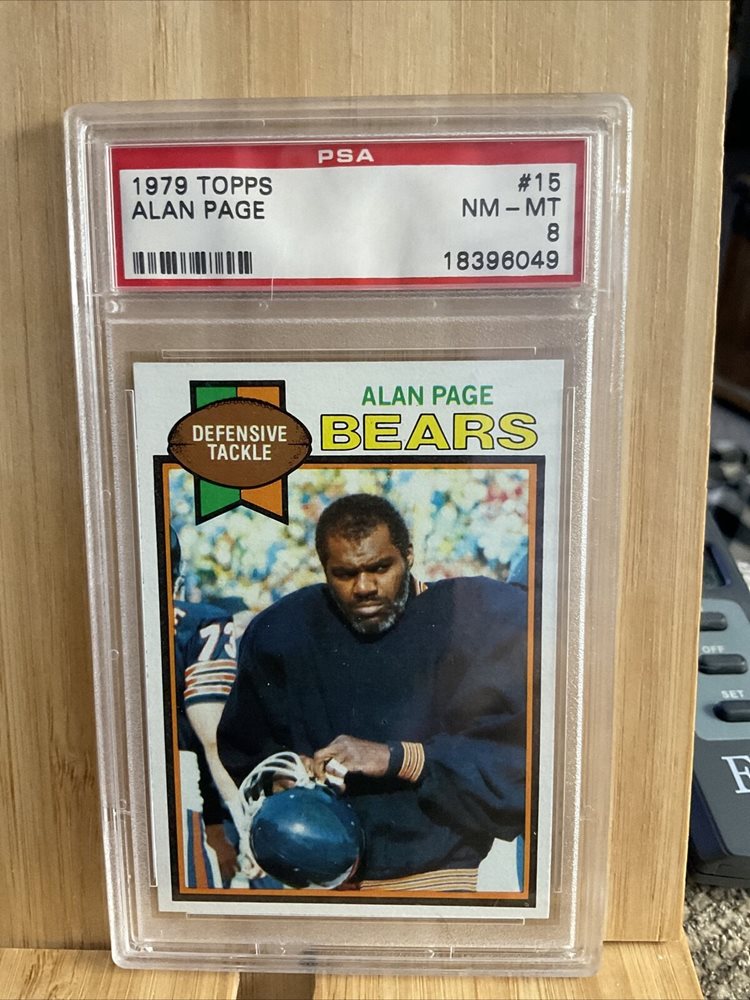 PSA
1979 TOPPS #15
ALAN PAGE NM - MT
8
18396049
ALAN PAGE
BEARS
DEFENSIVE
TACKLE
73
OFF
SET